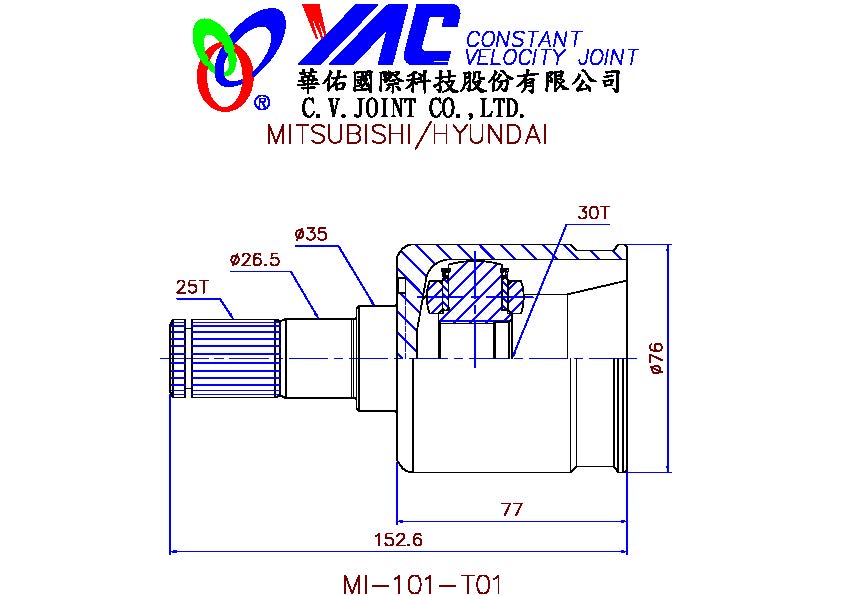 YAC CONSTANT
VELOCITY JOINT
®
華佑國際科技股份有限公司
C.V.JOINT CO.,LTD.
MITSUBISHI/HYUNDAI
30T
ø35
ø26.5
25T
ø76
77
152.6
MI-101-T01